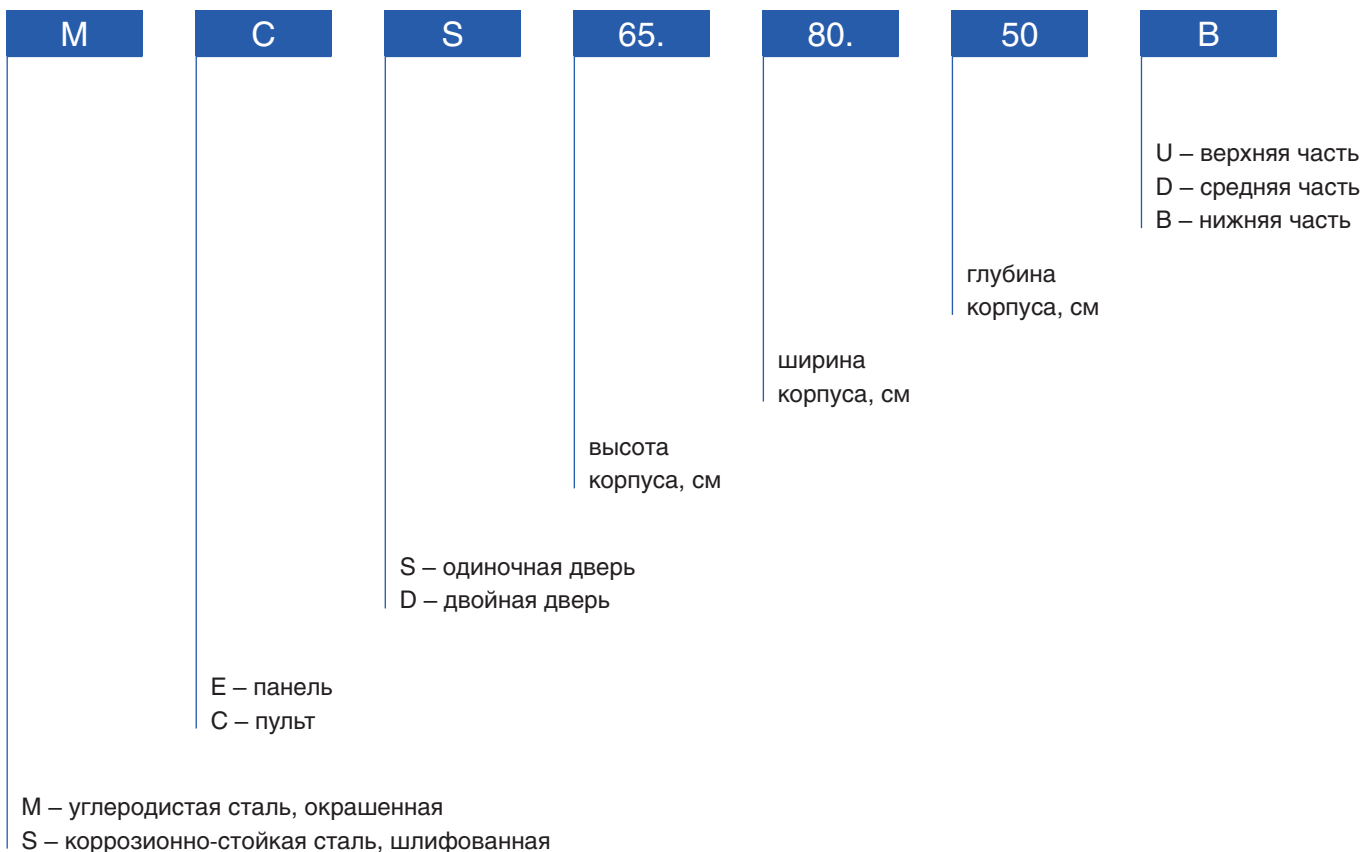 M C S 65. 80. 50 B
U – верхняя часть
D – средняя часть
B – нижняя часть
глубина
корпуса, см
ширина
корпуса, см
высота
корпуса, см
S – одиночная дверь
D – двойная дверь
E – панель
C – пульт
M – углеродистая сталь, окрашенная
S – коррозионно-стойкая сталь, шлифованная